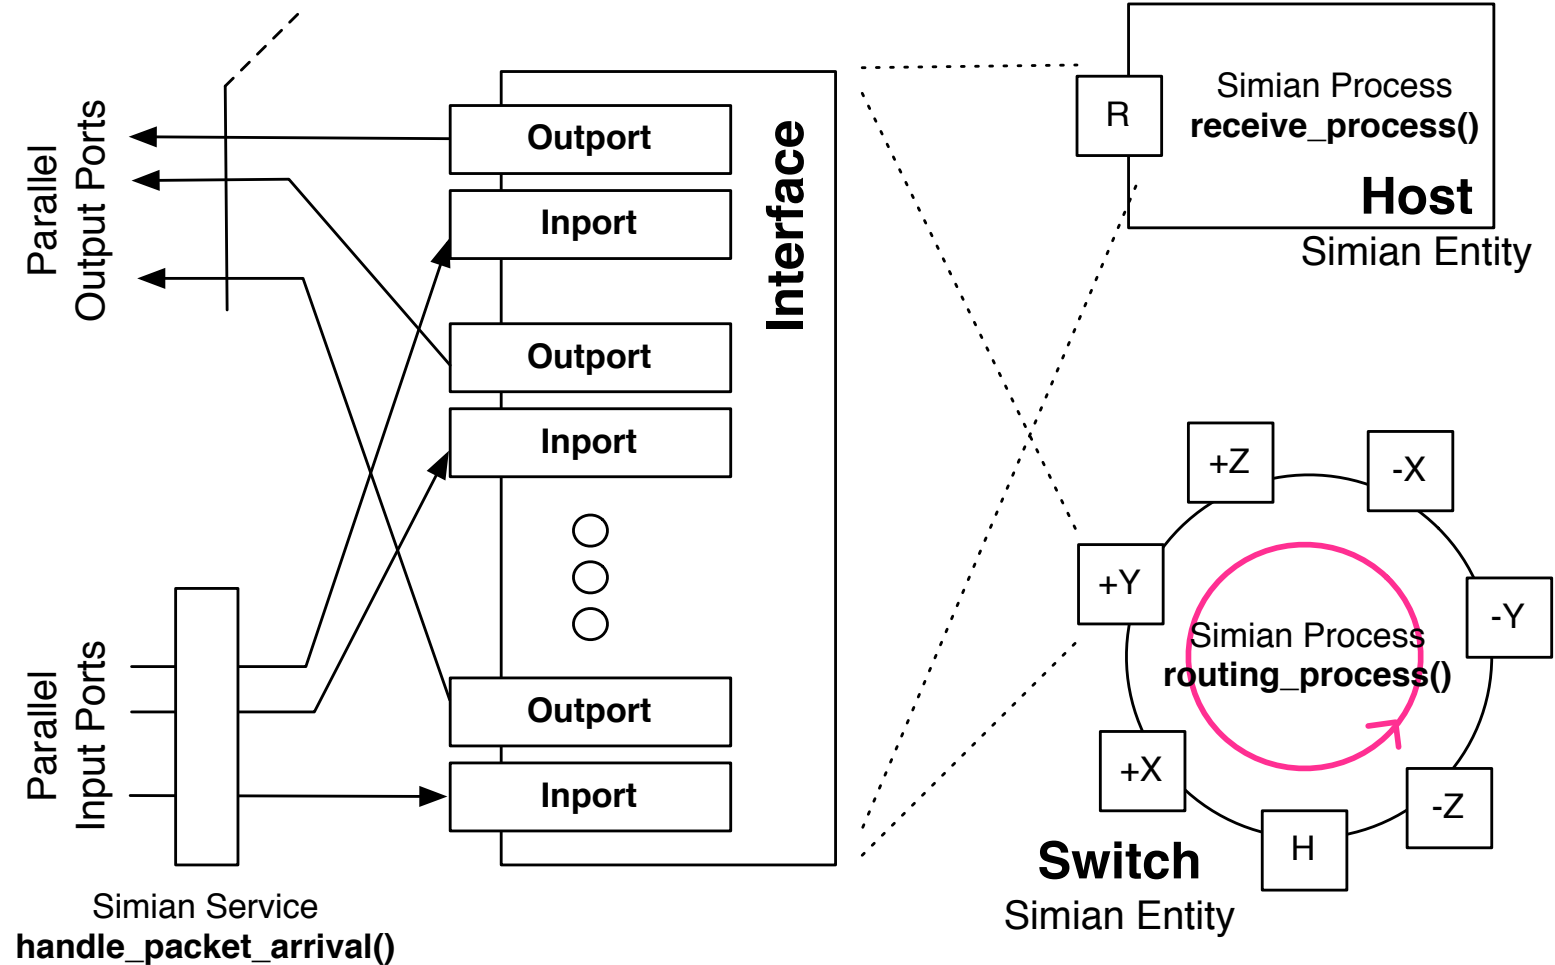 Parallel
Output Ports
Outport
Inport
Outport
Inport
Outport
Inport
Interface
Parallel
Input Ports
Simian Service
handle_packet_arrival()
R
Simian Process
receive_process()
Host
Simian Entity
+Z
-X
+Y
-Y
Simian Process
routing_process()
+X
-Z
H
Switch
Simian Entity